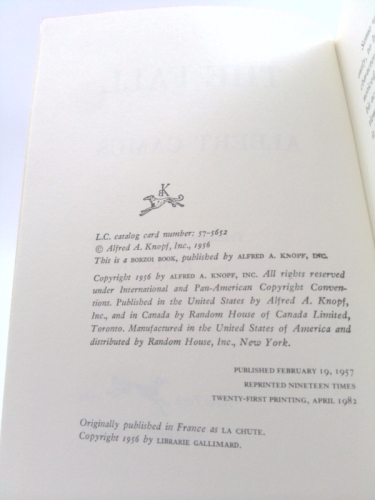 K
L.C. catalog card number: 57-5652
© Alfred A. Knopf, Inc., 1956
This is a BORZOI BOOK, published by ALFRED A. KNOPF, INC.
Copyright 1956 by ALFRED A. KNOPF, INC. All rights reserved
under International and Pan-American Copyright Conven-
tions. Published in the United States by Alfred A. Knopf,
Inc., and in Canada by Random House of Canada Limited,
Toronto. Manufactured in the United States of America and
distributed by Random House, Inc., New York.
PUBLISHED FEBRUARY 19, 1957
REPRINTED NINETEEN TIMES
TWENTY-FIRST PRINTING, APRIL 1982
Originally published in France as LA CHUTE.
Copyright 1956 by LIBRARIE GALLIMARD.